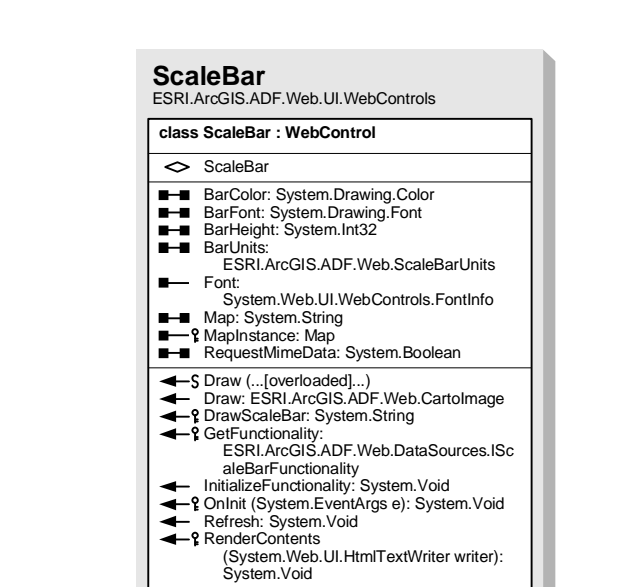 ScaleBar
ESRI.ArcGIS.ADF.Web.UI.WebControls
class ScaleBar : WebControl
ScaleBar
BarColor: System.Drawing.Color
BarFont: System.Drawing.Font
BarHeight: System.Int32
BarUnits:
ESRI.ArcGIS.ADF.Web.ScaleBarUnits
Font:
System.Web.UI.WebControls.FontInfo
Map: System.String
MapInstance: Map
RequestMimeData: System.Boolean
S Draw (...[overloaded]...)
Draw: ESRI.ArcGIS.ADF.Web.CartoImage
DrawScaleBar: System.String
GetFunctionality:
ESRI.ArcGIS.ADF.Web.DataSources.ISc
aleBarFunctionality
InitializeFunctionality: System.Void
OnInit (System.EventArgs e): System.Void
Refresh: System.Void
RenderContents
(System.Web.UI.HtmlTextWriter writer):
System.Void